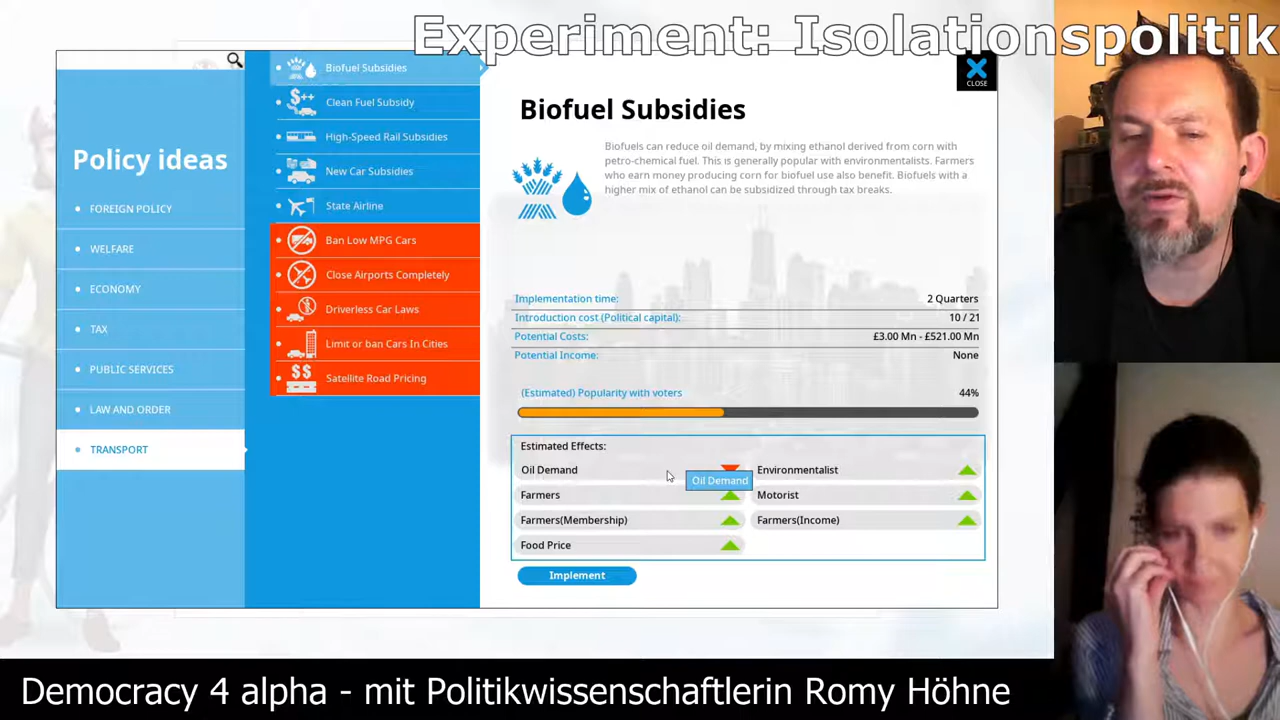 Experiment: Isolationspolitik
Policy ideas
FOREIGN POLICY
WELFARE
ECONOMY
TAX
PUBLIC SERVICES
LAW AND ORDER
TRANSPORT
Biofuel Subsidies
Clean Fuel Subsidy
High-Speed Rail Subsidies
New Car Subsidies
State Airline
Ban Low MPG Cars
Close Airports Completely
Driverless Car Laws
Limit or ban Cars In Cities
Satellite Road Pricing
CLOSE
Biofuel Subsidies
Biofuels can reduce oil demand, by mixing ethanol derived from corn with
petro-chemical fuel. This is generally popular with environmentalists. Farmers
who earn money producing corn for biofuel use also benefit. Biofuels with a
higher mix of ethanol can be subsidized through tax breaks.
Implementation time: 2 Quarters
Introduction cost (Political capital): 10 / 21
Potential Costs: £3.00 Mn - £521.00 Mn
Potential Income: None
(Estimated) Popularity with voters 44%
Estimated Effects:
Oil Demand Environmentalist
Oil Demand
Farmers Motorist
Farmers(Membership) Farmers(Income)
Food Price
Implement
Democracy 4 alpha - mit Politikwissenschaftlerin Romy Höhne